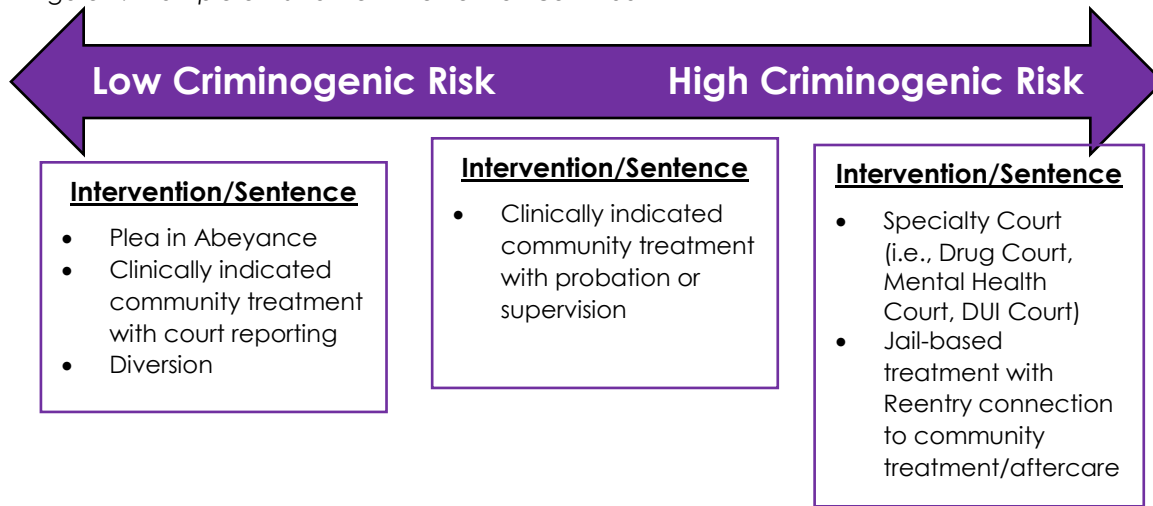 Low Criminogenic Risk High Criminogenic Risk
Intervention/Sentence
• Plea in Abeyance
• Clinically indicated
community treatment
with court reporting
• Diversion
Intervention/Sentence
• Clinically indicated
community treatment
with probation or
supervision
Intervention/Sentence
• Specialty Court
(i.e., Drug Court,
Mental Health
Court, DUI Court)
• Jail-based
treatment with
Reentry connection
to community
treatment/aftercare